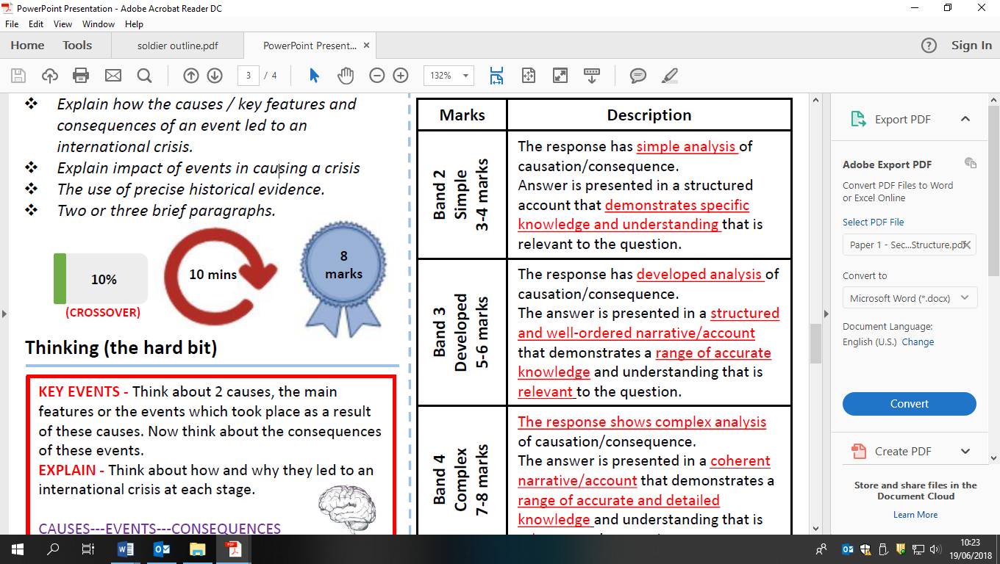 PowerPoint Presentation - Adobe Acrobat Reader DC
File Edit View Window Help
Home Tools soldier outline.pdf PowerPoint Present... × Sign In
3 / 4 132%
❖ Explain how the causes / key features and
consequences of an event led to an
international crisis.
❖ Explain impact of events in causing a crisis
❖ The use of precise historical evidence.
❖ Two or three brief paragraphs.
10%
(CROSSOVER)
10 mins
8
marks
Thinking (the hard bit)
KEY EVENTS - Think about 2 causes, the main
features or the events which took place as a result
of these causes. Now think about the consequences
of these events.
EXPLAIN - Think about how and why they led to an
international crisis at each stage.
CAUSES---EVENTS---CONSEQUENCES
Marks Description
Band 2
Simple
3-4 marks
The response has simple analysis of
causation/consequence.
Answer is presented in a structured
account that demonstrates specific
knowledge and understanding that is
relevant to the question.
Band 3
Developed
5-6 marks
The response has developed analysis of
causation/consequence.
The answer is presented in a structured
and well-ordered narrative/account
that demonstrates a range of accurate
knowledge and understanding that is
relevant to the question.
Band 4
Complex
7-8 marks
The response shows complex analysis
of causation/consequence.
The answer is presented in a coherent
narrative/account that demonstrates a
range of accurate and detailed
knowledge and understanding that is
Export PDF
Adobe Export PDF
Convert PDF Files to Word
or Excel Online
Select PDF File
Paper 1 - Sec...Structure.pdf
Convert to
Microsoft Word (*.docx)
Document Language:
English (U.S.) Change
Convert
Create PDF
Store and share files in the
Document Cloud
Learn More
10:23
19/06/2018